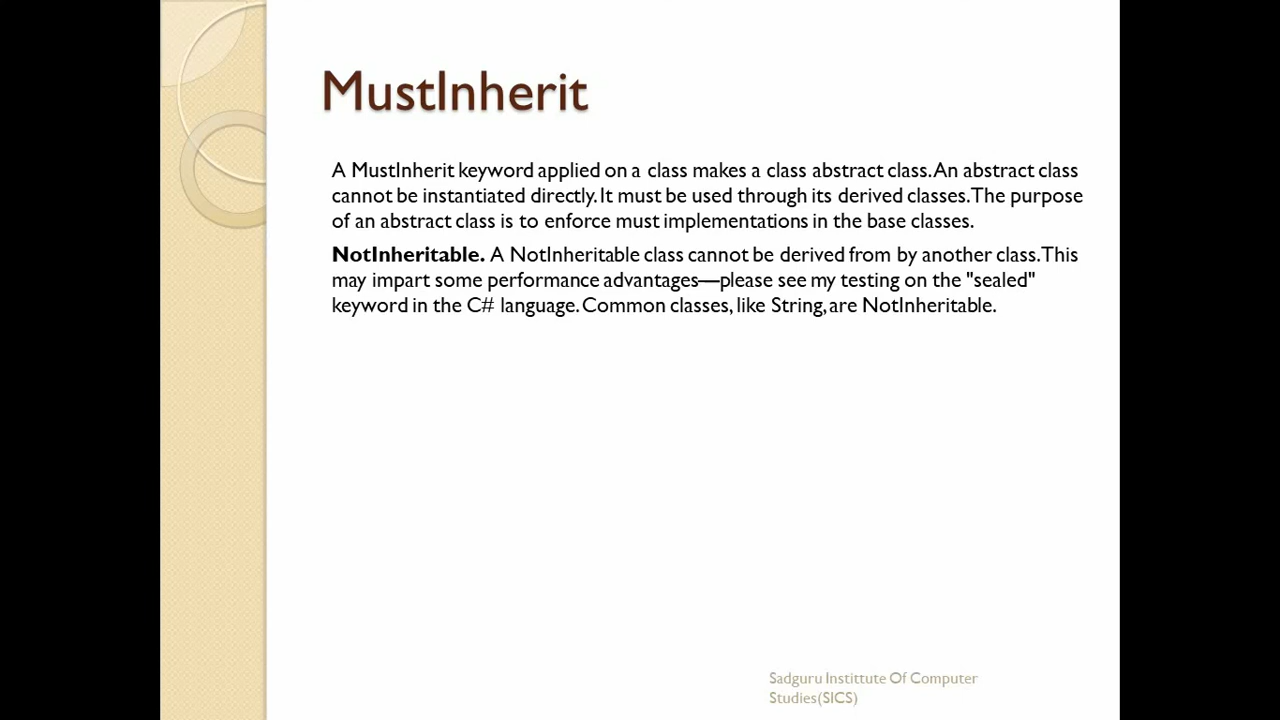 MustInherit
A MustInherit keyword applied on a class makes a class abstract class. An abstract class
cannot be instantiated directly. It must be used through its derived classes. The purpose
of an abstract class is to enforce must implementations in the base classes.
NotInheritable. A NotInheritable class cannot be derived from by another class. This
may impart some performance advantages—please see my testing on the "sealed"
keyword in the C# language. Common classes, like String, are NotInheritable.
Sadguru Instittute Of Computer
Studies(SICS)